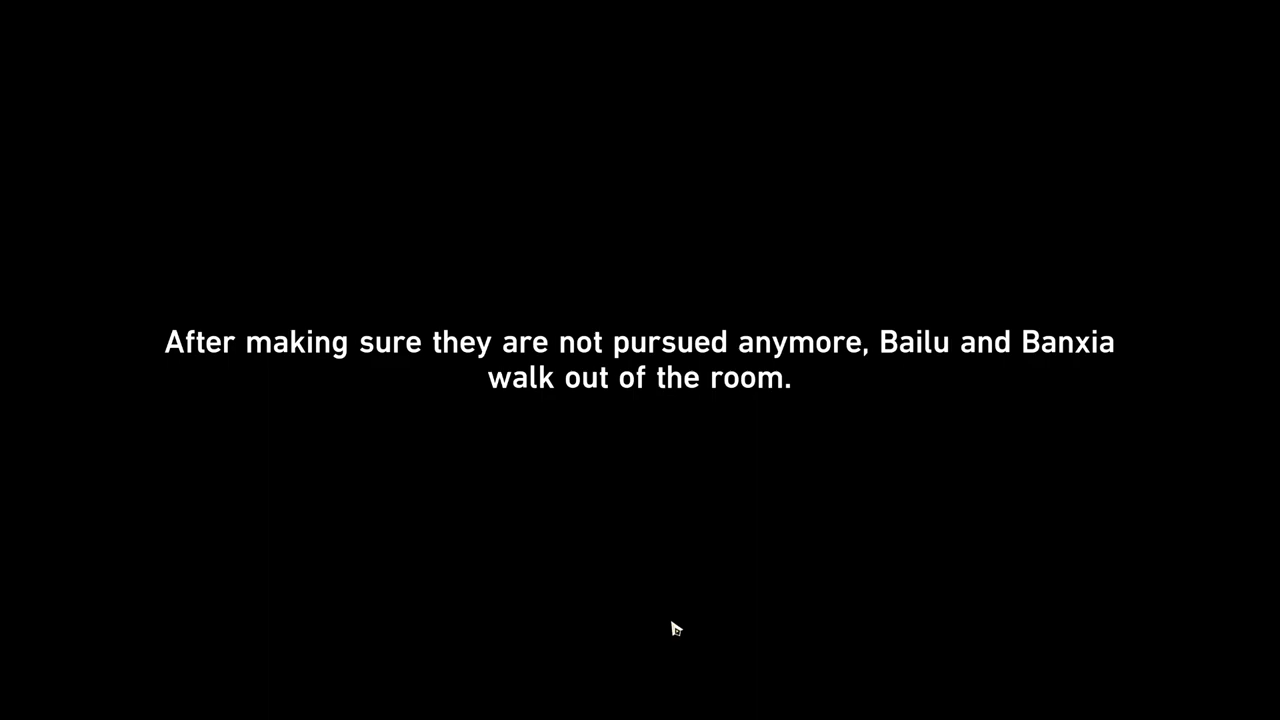 After making sure they are not pursued anymore, Bailu and Banxia
walk out of the room.